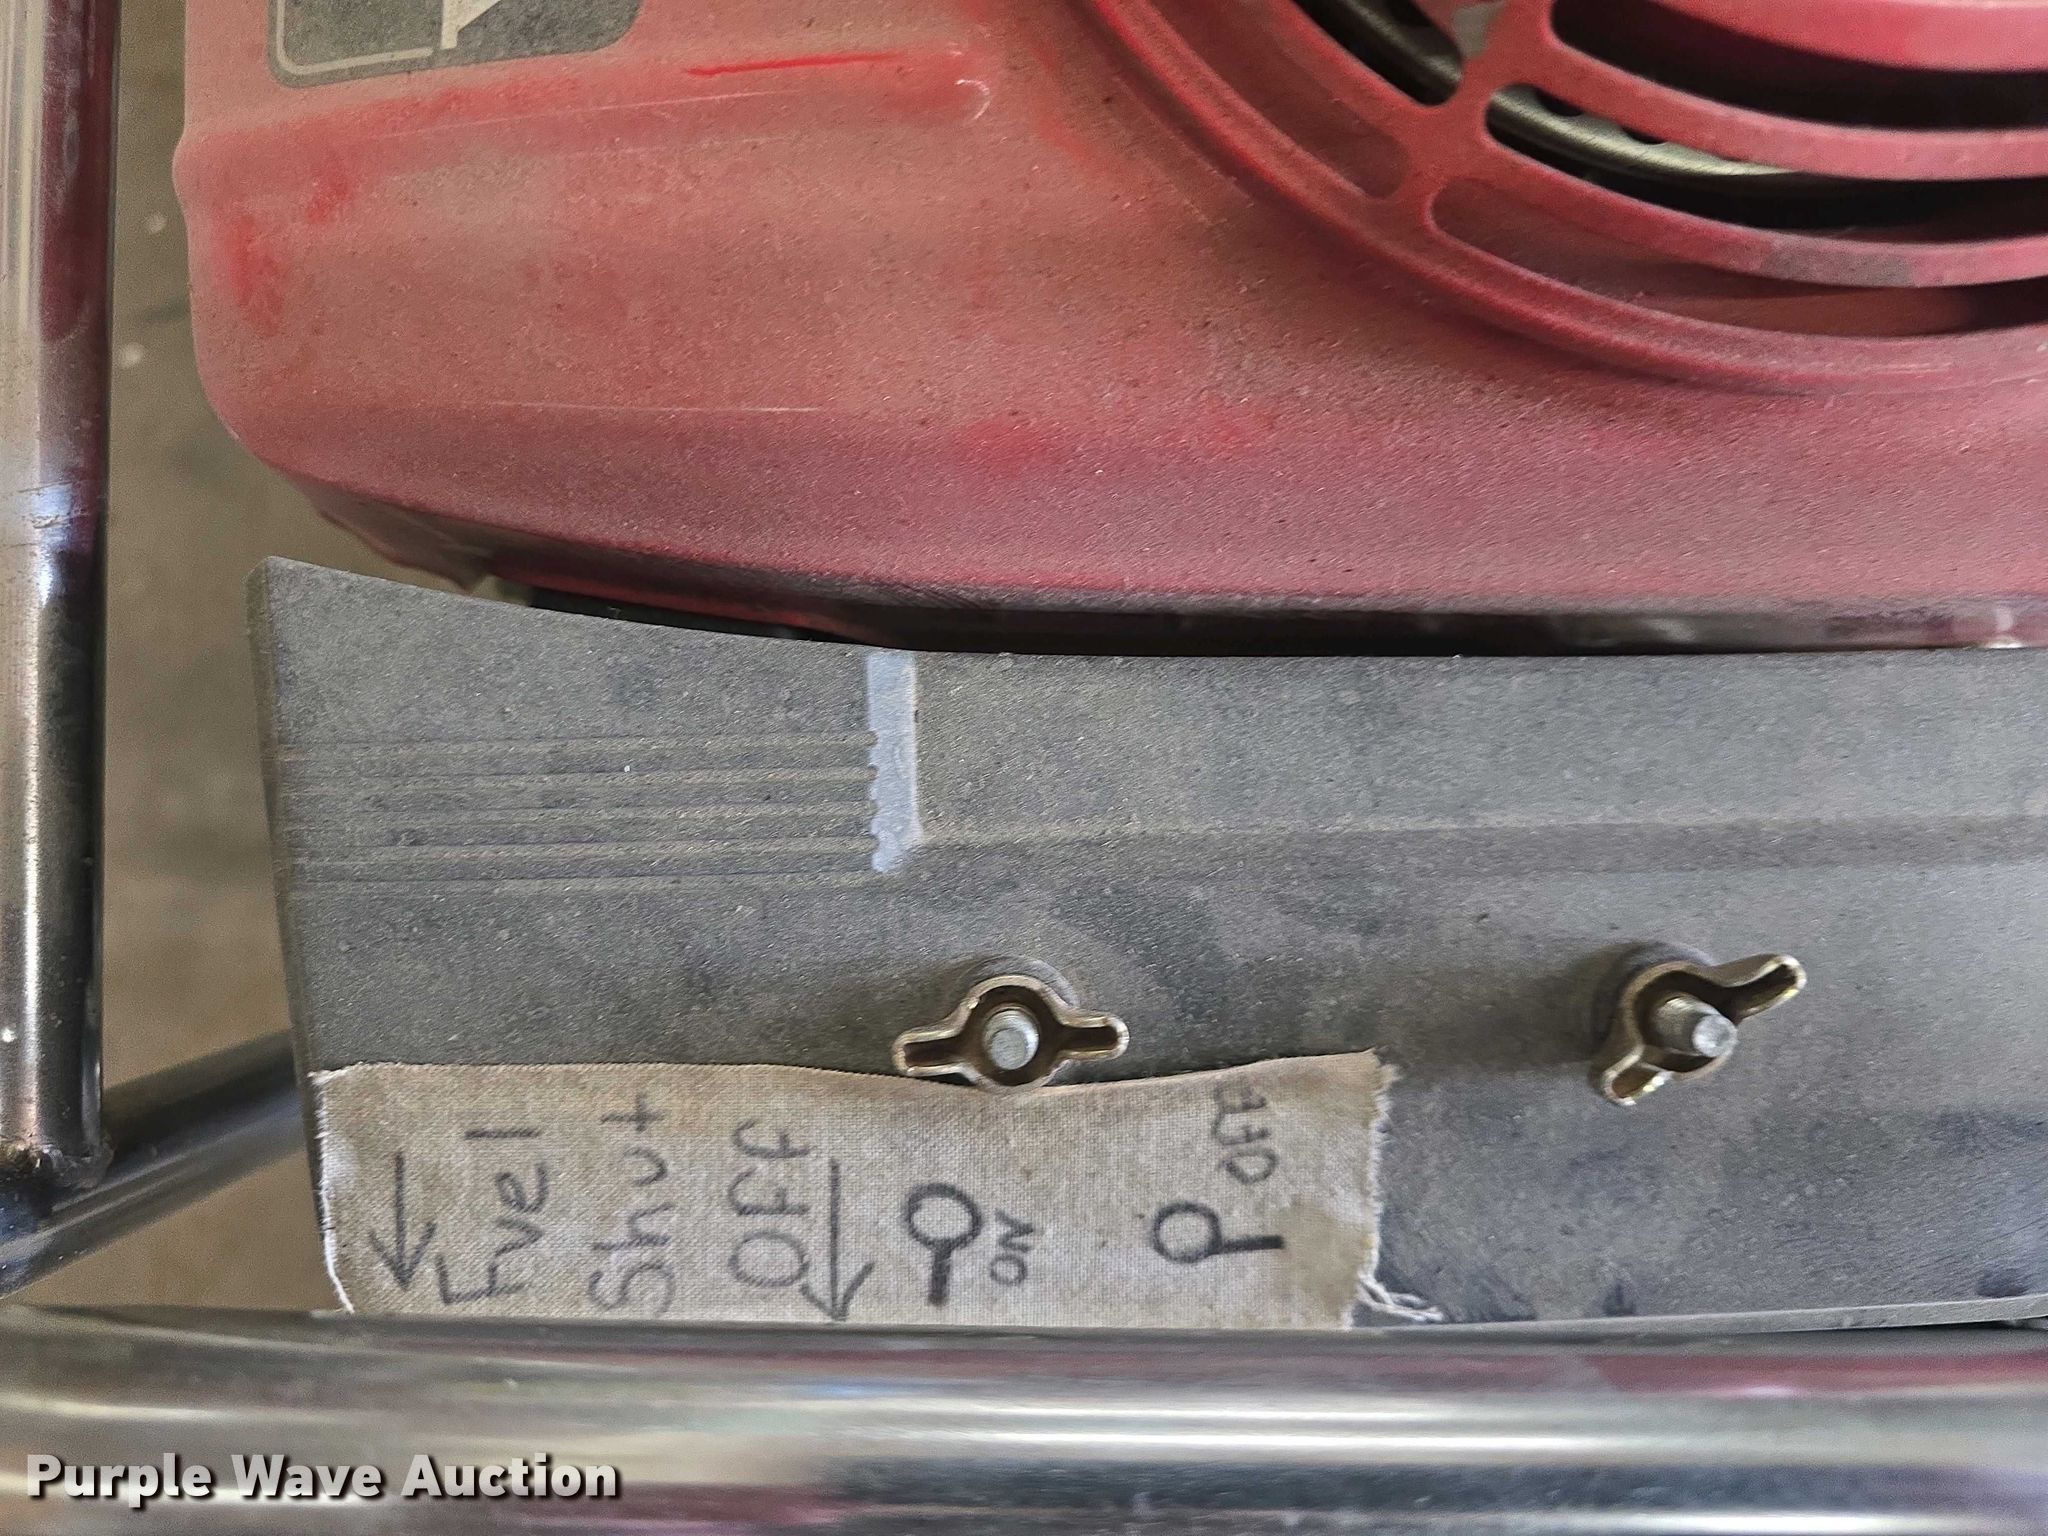 Fuel
Shut
Off
ON
OFF
Purple Wave Auction